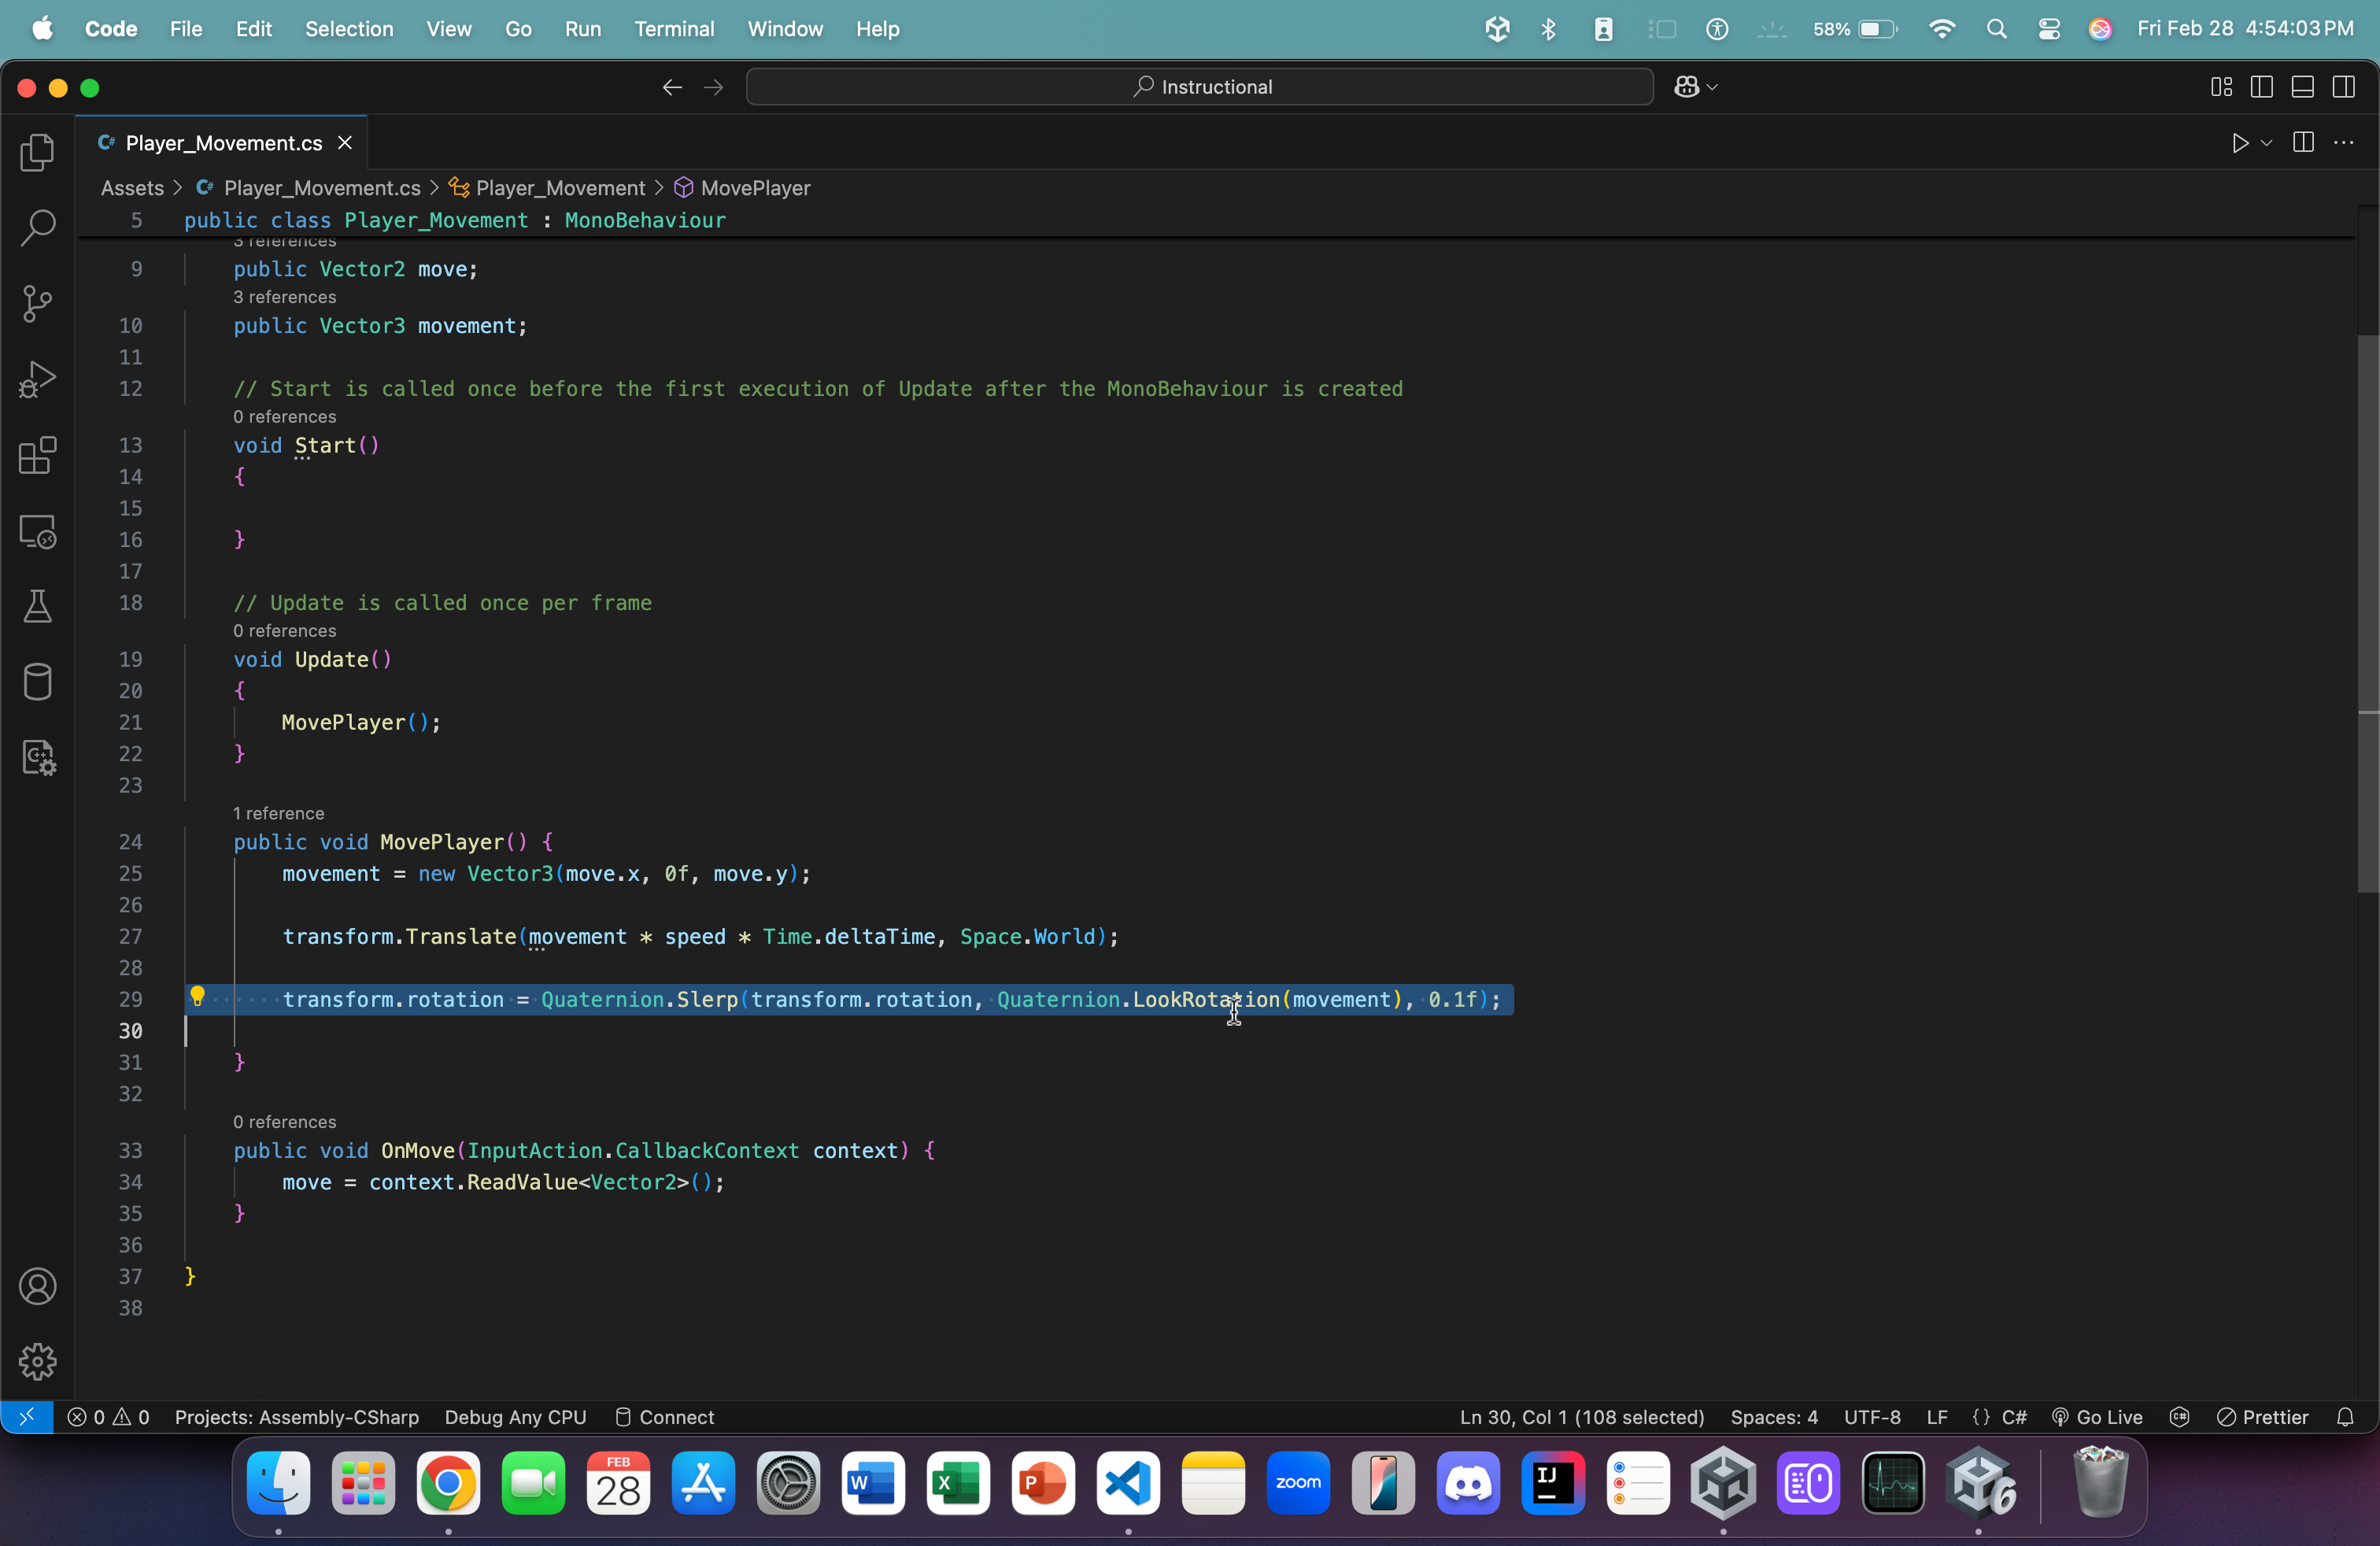 Code File Edit Selection View Go Run Terminal Window Help 58% Fri Feb 28 4:54:03 PM
Instructional
C# Player_Movement.cs
Assets > C# Player_Movement.cs > Player_Movement > MovePlayer
5 public class Player_Movement : MonoBehaviour
3 references
9 public Vector2 move;
3 references
10 public Vector3 movement;
11
12 // Start is called once before the first execution of Update after the MonoBehaviour is created
0 references
13 void Start()
14 {
15
16 }
17
18 // Update is called once per frame
0 references
19 void Update()
20 {
21 MovePlayer();
22 }
23
1 reference
24 public void MovePlayer() {
25 movement = new Vector3(move.x, 0f, move.y);
26
27 transform.Translate(movement * speed * Time.deltaTime, Space.World);
28
29 transform.rotation = Quaternion.Slerp(transform.rotation, Quaternion.LookRotation(movement), 0.1f);
30
31 }
32
0 references
33 public void OnMove(InputAction.CallbackContext context) {
34 move = context.ReadValue<Vector2>();
35 }
36
37 }
38
0 0 Projects: Assembly-CSharp Debug Any CPU Connect Ln 30, Col 1 (108 selected) Spaces: 4 UTF-8 LF {} C# Go Live Prettier
FEB
28
W
X
P
zoom
IJ
6